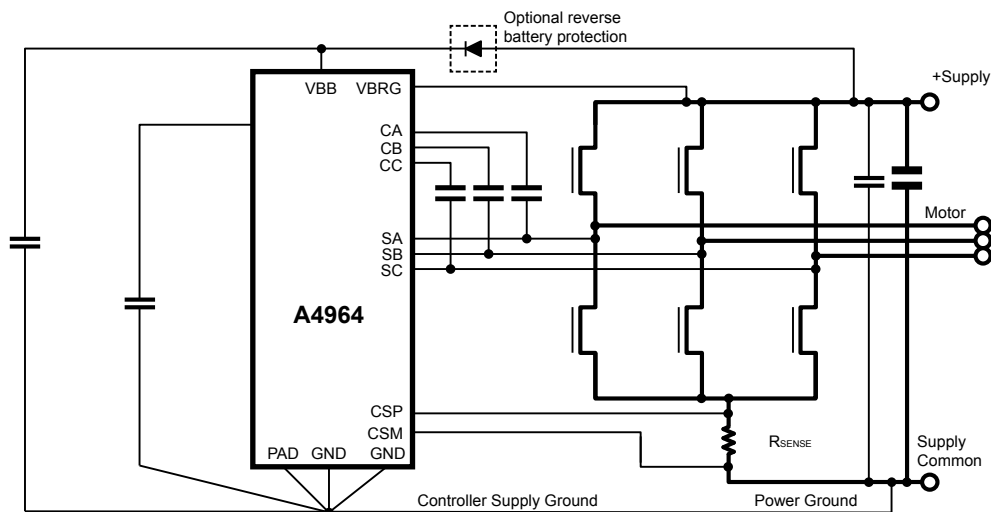 Optional reverse
battery protection
VBB VBRG
+Supply
CA
CB
CC
Motor
SA
SB
SC
A4964
CSP
CSM
RSENSE
PAD GND GND
Supply
Common
Controller Supply Ground Power Ground